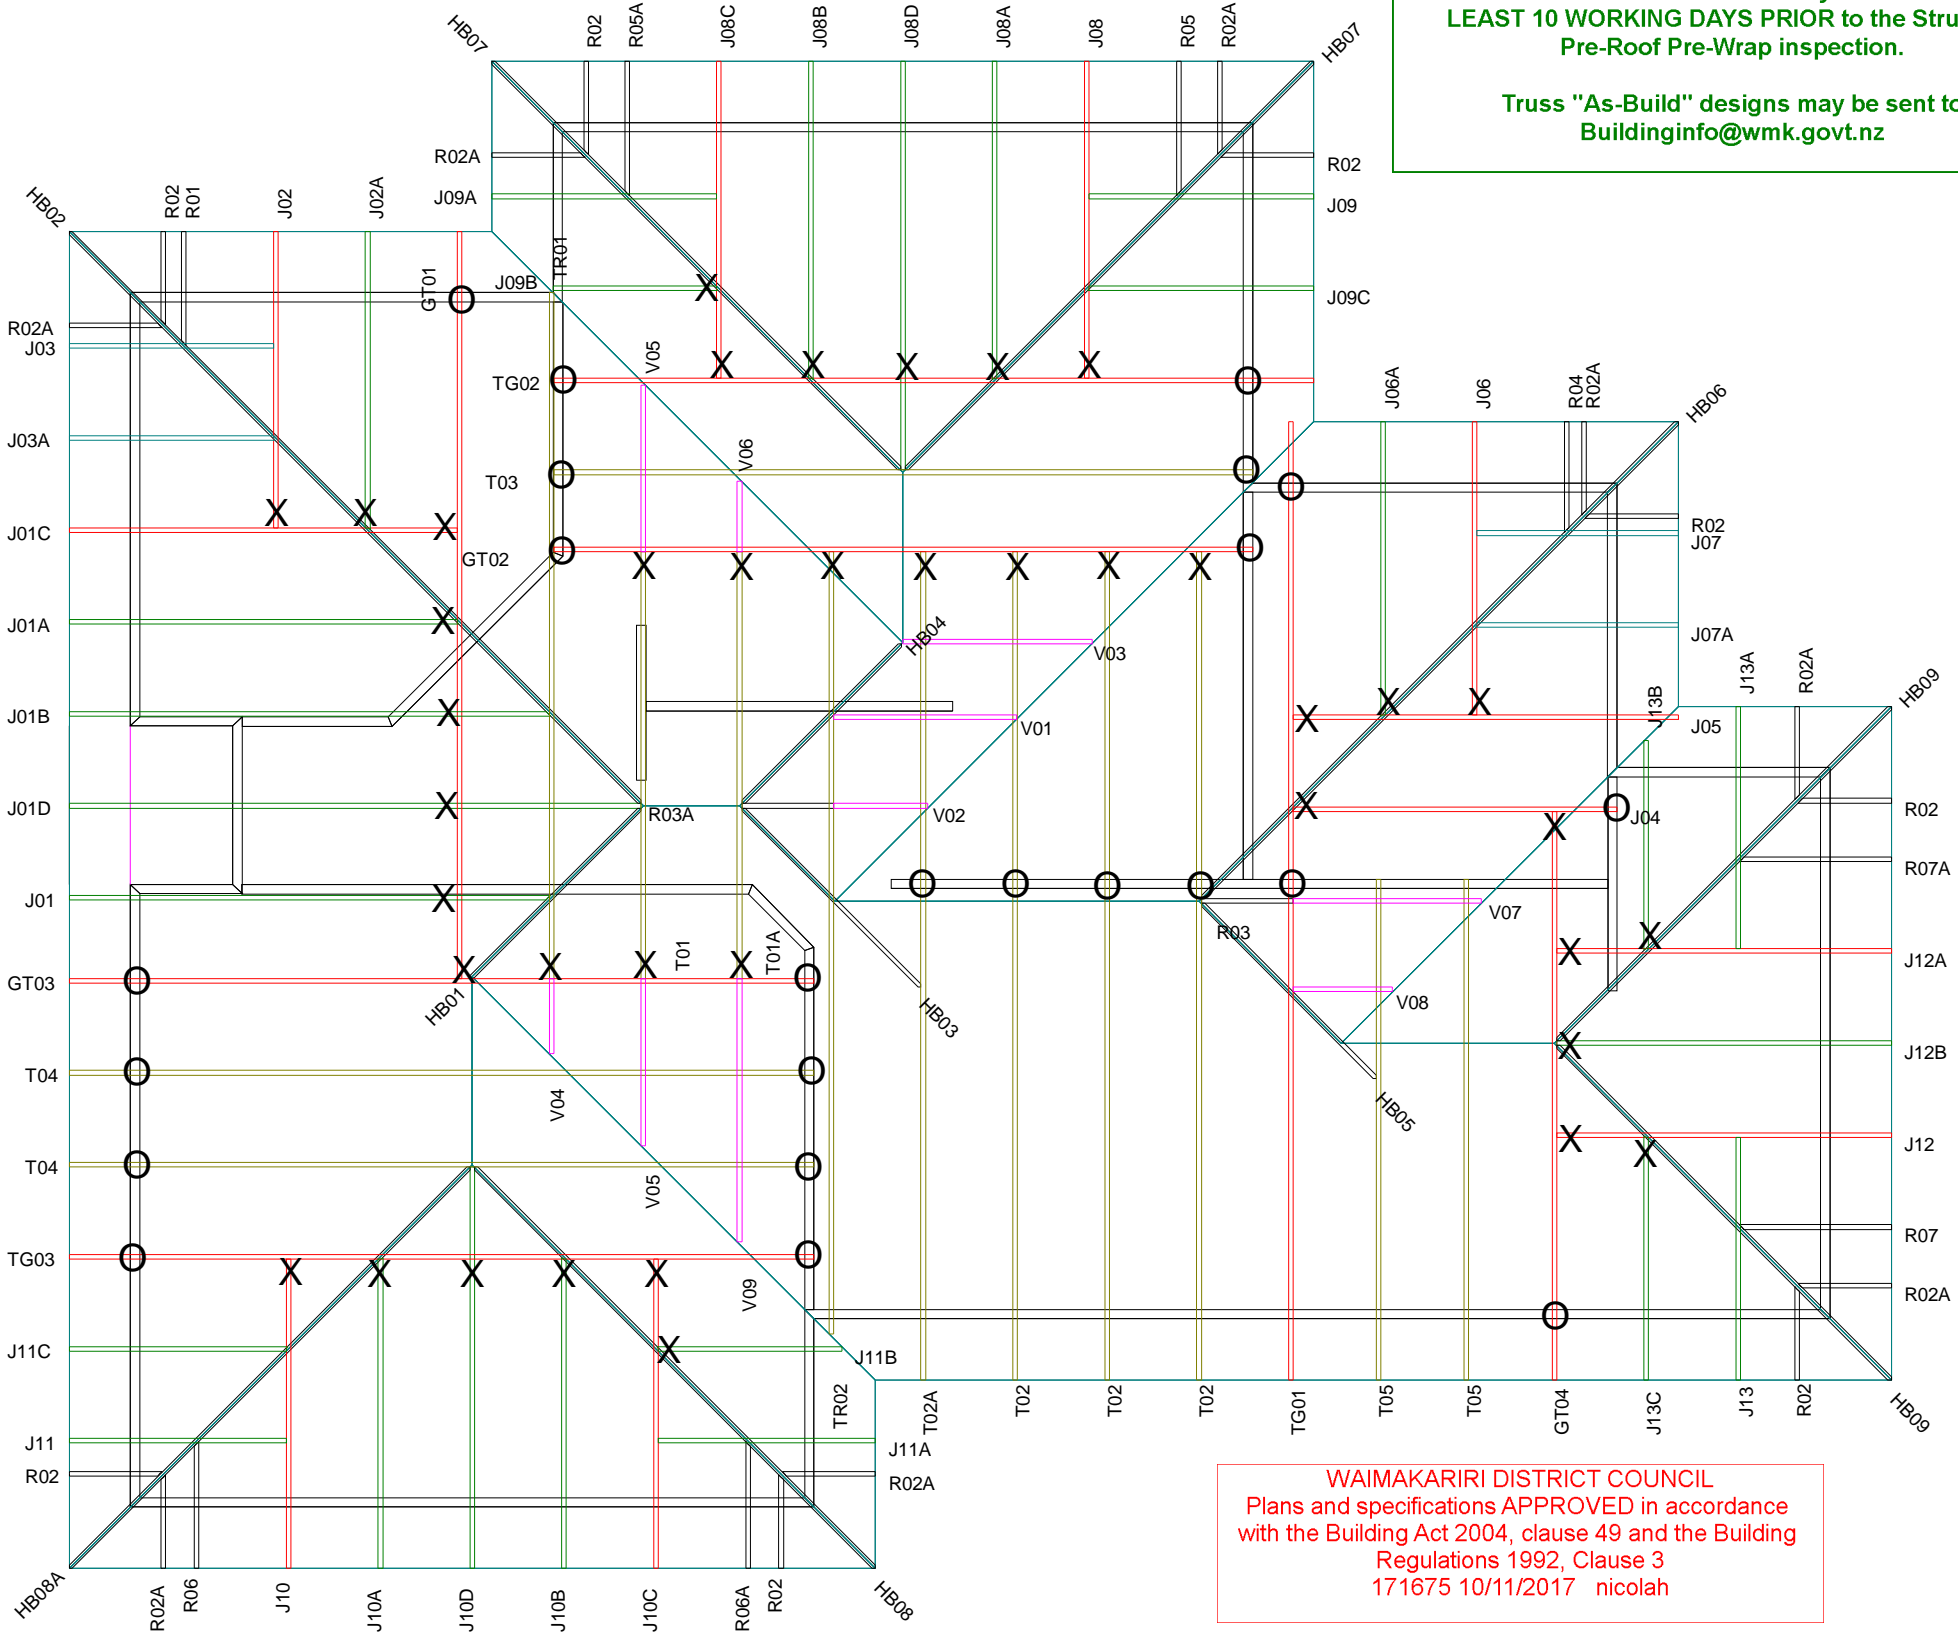 LEAST 10 WORKING DAYS PRIOR to the Stru
Pre-Roof Pre-Wrap inspection.
Truss "As-Build" designs may be sent to
Buildinginfo@wmk.govt.nz
HB07
R02
R05A
J08C
J08B
J08D
J08A
J08
R05
R02A
HB07
R02A
R02
J09A
J09
HB02
R02
R01
J02
J02A
GT01
J09B
TR01
J09C
R02A
J03
V05
TG02
J06A
J06
R04
R02A
HB06
J03A
V06
T03
J01C
GT02
R02
J07
J01A
HB04
V03
J07A
J13B
J13A
R02A
HB09
J01B
V01
J05
J01D
R03A
V02
J04
R02
R07A
J01
V07
R03
T01
T01A
J12A
GT03
HB01
HB03
V08
J12B
T04
V04
HB05
J12
T04
V05
R07
TG03
V09
R02A
J11C
J11B
TR02
T02A
T02
T02
T02
TG01
T05
T05
GT04
J13C
J13
R02
HB09
J11
J11A
R02
R02A
HB08A
R02A
R06
J10
J10A
J10D
J10B
J10C
R06A
R02
HB08
WAIMAKARIRI DISTRICT COUNCIL
Plans and specifications APPROVED in accordance
with the Building Act 2004, clause 49 and the Building
Regulations 1992, Clause 3
171675 10/11/2017 nicolah